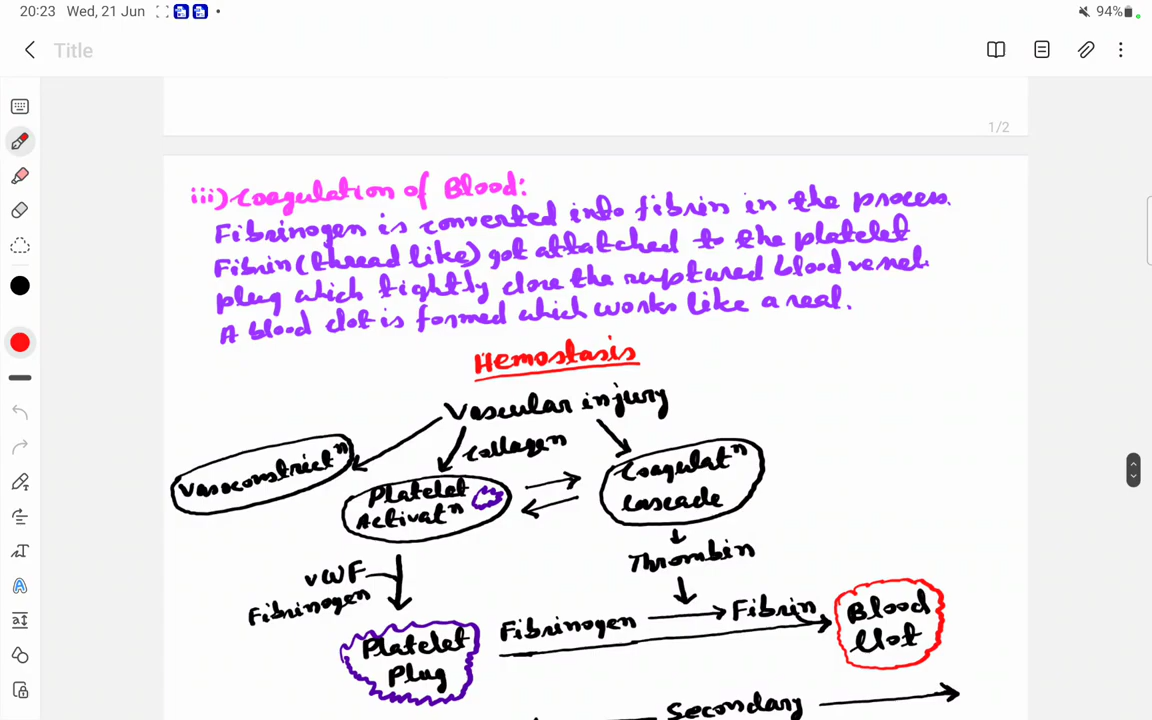 20:23 Wed, 21 Jun
94%
Title
1/2
iii) Coagulation of Blood:
Fibrinogen is converted into fibrin in the process.
Fibrin (thread like) got attatched to the platelet
plug which tightly close the ruptured blood vessel.
A blood clot is formed which works like a seal.
Hemostasis
Vascular injury
Collagen
Vasoconstrictⁿ
Platelet
Activatⁿ
Coagulatⁿ
Cascade
Thrombin
vWF
Fibrinogen
Fibrinogen
Fibrin
Blood
Clot
Platelet
Plug
Secondary